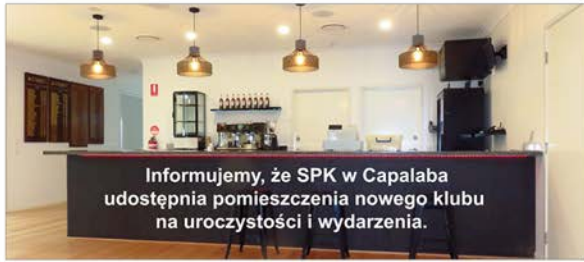 Informujemy, że SPK w Capalaba
udostępnia pomieszczenia nowego klubu
na uroczystości i wydarzenia.